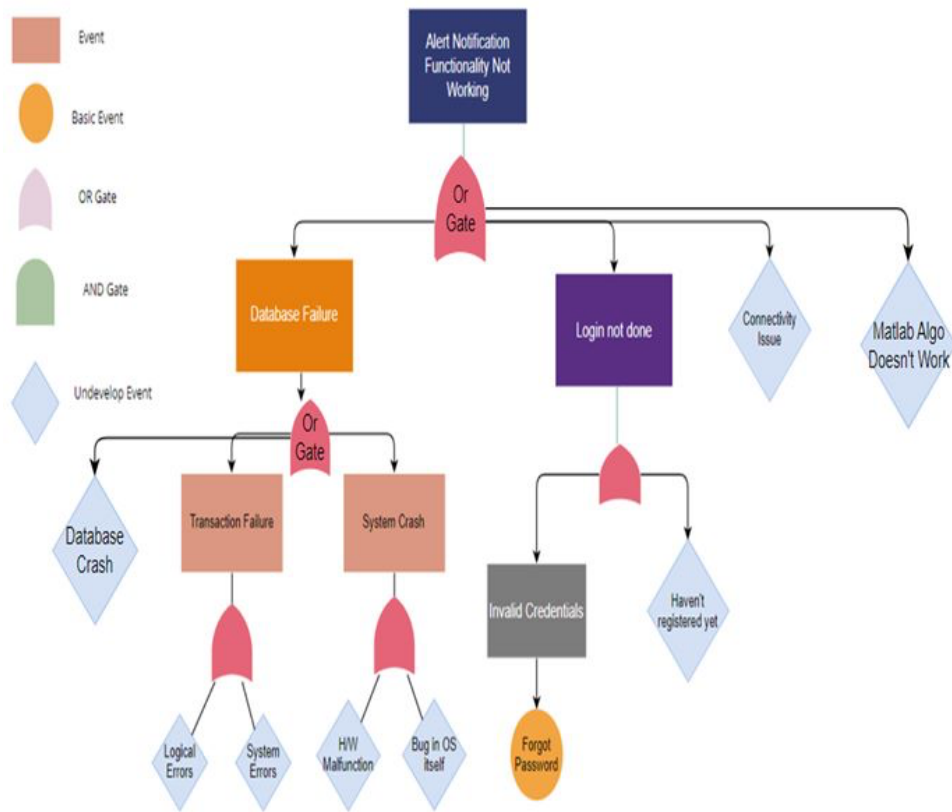 Event
Basic Event
OR Gate
AND Gate
Undevelop Event
Alert Notification
Functionality Not
Working
Or
Gate
Database Failure
Login not done
Connectivity
Issue
Matlab Algo
Doesn't Work
Or
Gate
Database
Crash
Transaction Failure
System Crash
Invalid Credentials
Haven't
registered yet
Logical
Errors
System
Errors
H/W
Malfunction
Bug in OS
itself
Forgot
Password